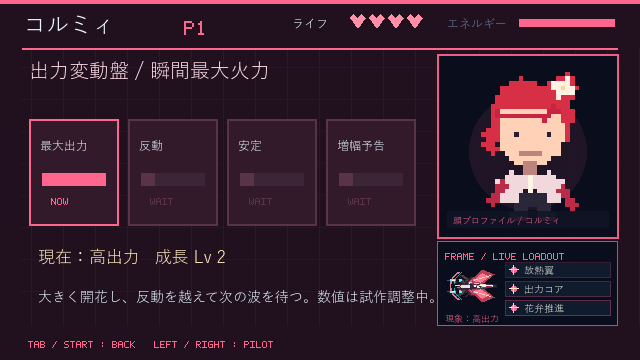 コルミィ P1 ライフ エネルギー
出力変動盤 / 瞬間最大火力
最大出力 反動 安定 増幅予告
NOW WAIT WAIT WAIT
顔プロファイル / コルミィ
現在：高出力 成長 Lv 2
大きく開花し、反動を越えて次の波を待つ。数値は試作調整中。
FRAME / LIVE LOADOUT
放熱翼
出力コア
花弁推進
現象：高出力
TAB / START : BACK LEFT / RIGHT : PILOT